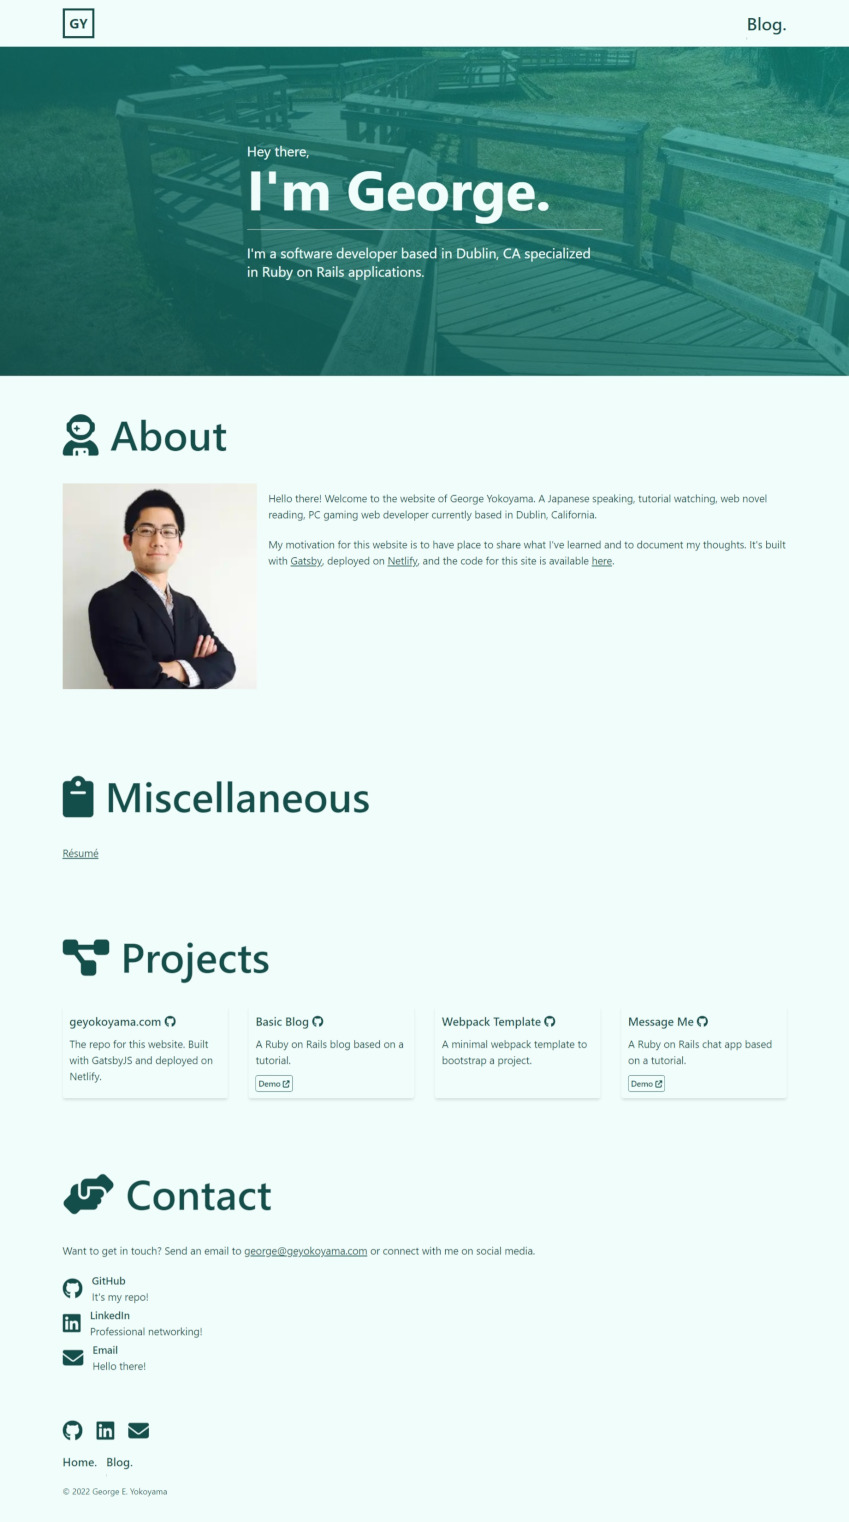 GY
Blog.
Hey there,
I'm George.
I'm a software developer based in Dublin, CA specialized
in Ruby on Rails applications.
About
Hello there! Welcome to the website of George Yokoyama. A Japanese speaking, tutorial watching, web novel
reading, PC gaming web developer currently based in Dublin, California.
My motivation for this website is to have place to share what I've learned and to document my thoughts. It's built
with Gatsby, deployed on Netlify, and the code for this site is available here.
Miscellaneous
Résumé
Projects
geyokoyama.com
The repo for this website. Built
with GatsbyJS and deployed on
Netlify.
Basic Blog
A Ruby on Rails blog based on a
tutorial.
Demo
Webpack Template
A minimal webpack template to
bootstrap a project.
Message Me
A Ruby on Rails chat app based
on a tutorial.
Demo
Contact
Want to get in touch? Send an email to george@geyokoyama.com or connect with me on social media.
GitHub
It's my repo!
LinkedIn
Professional networking!
Email
Hello there!
Home. Blog.
© 2022 George E. Yokoyama